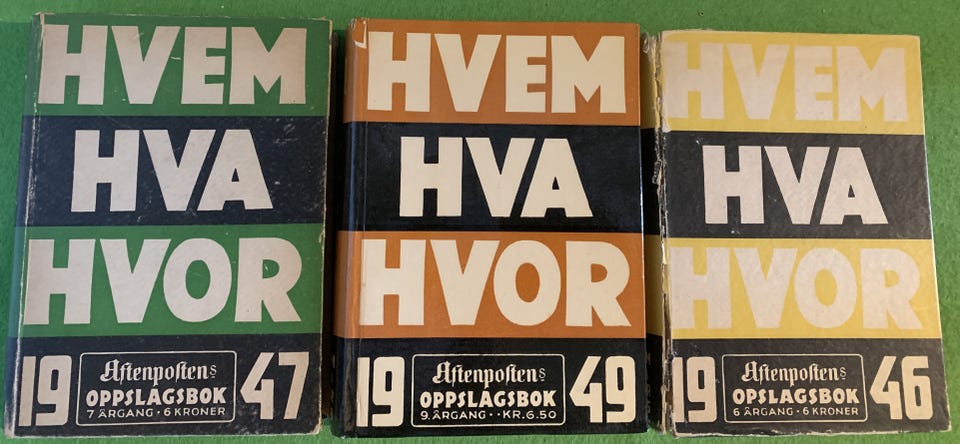 HVEM
HVA
HVOR
19 47
Aftenpostens
OPPSLAGSBOK
7 ÅRGANG · 6 KRONER
HVEM
HVA
HVOR
19 49
Aftenpostens
OPPSLAGSBOK
9. ÅRGANG · · KR. 6.50
HVEM
HVA
HVOR
19 46
Aftenpostens
OPPSLAGSBOK
6 ÅRGANG · 6 KRONER